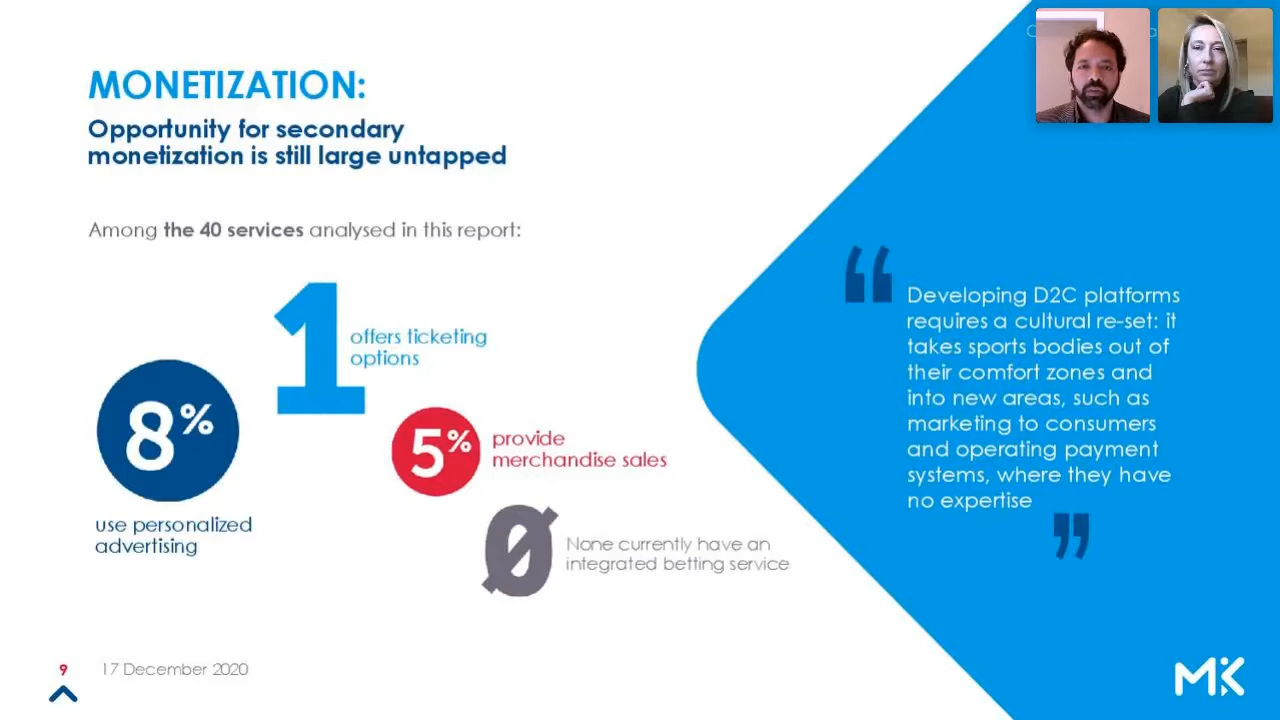 MONETIZATION:
Opportunity for secondary
monetization is still large untapped
Among the 40 services analysed in this report:
1
offers ticketing
options
8%
use personalized
advertising
5%
provide
merchandise sales
0
None currently have an
integrated betting service
“
Developing D2C platforms
requires a cultural re-set: it
takes sports bodies out of
their comfort zones and
into new areas, such as
marketing to consumers
and operating payment
systems, where they have
no expertise
”
9
17 December 2020
MK